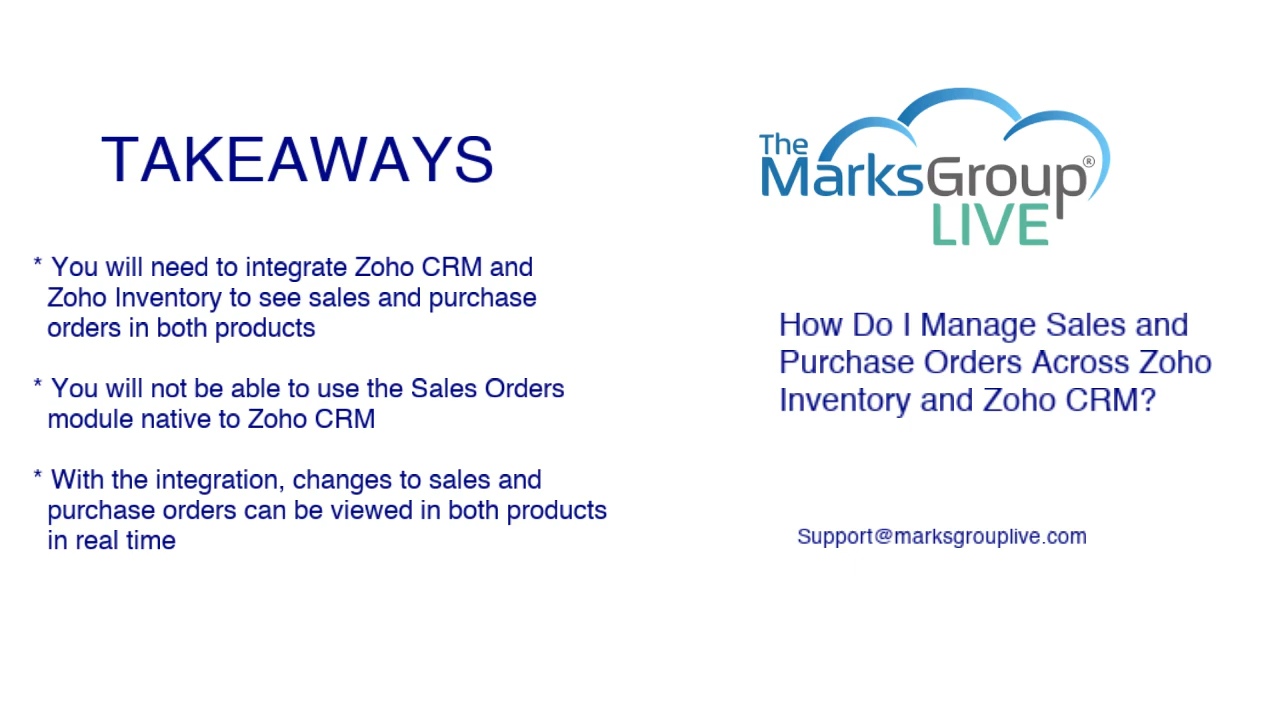 TAKEAWAYS
* You will need to integrate Zoho CRM and
Zoho Inventory to see sales and purchase
orders in both products
* You will not be able to use the Sales Orders
module native to Zoho CRM
* With the integration, changes to sales and
purchase orders can be viewed in both products
in real time
The
MarksGroup®
LIVE
How Do I Manage Sales and
Purchase Orders Across Zoho
Inventory and Zoho CRM?
Support@marksgrouplive.com